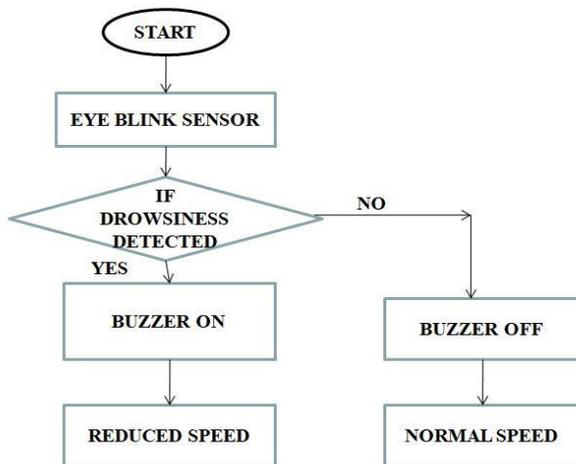 START
EYE BLINK SENSOR
IF
DROWSINESS
DETECTED
NO
YES
BUZZER ON
BUZZER OFF
REDUCED SPEED
NORMAL SPEED